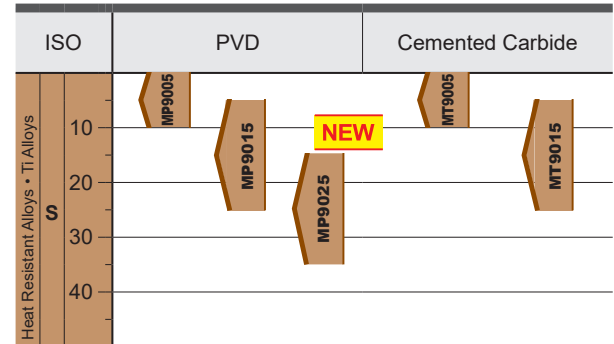 ISO
PVD
Cemented Carbide
Heat Resistant Alloys • Ti Alloys
S
10
20
30
40
MP9005
MP9015
NEW
MP9025
MT9005
MT9015